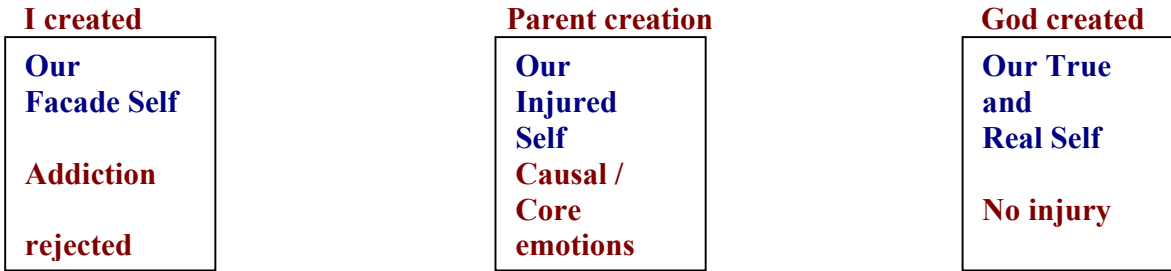 I created
Our
Facade Self
Addiction
rejected
Parent creation
Our
Injured
Self
Causal /
Core
emotions
God created
Our True
and
Real Self
No injury